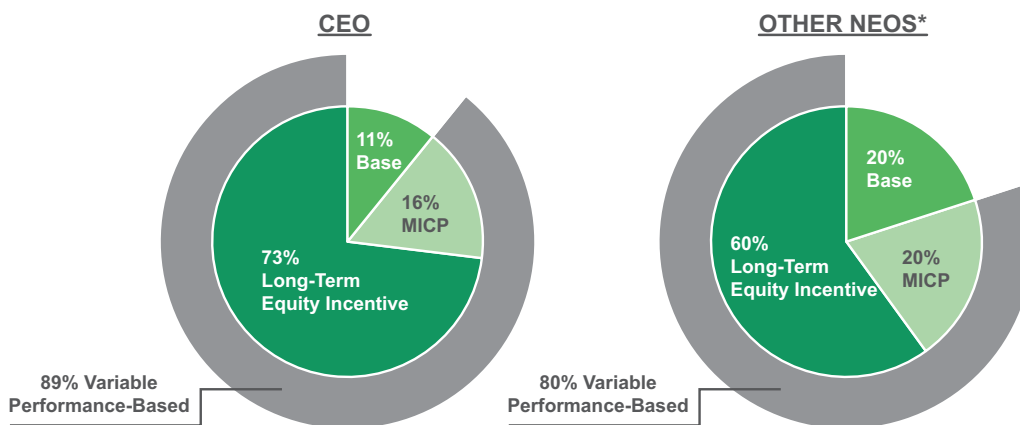 CEO
11%
Base
16%
MICP
73%
Long-Term
Equity Incentive
89% Variable
Performance-Based
OTHER NEOS*
20%
Base
20%
MICP
60%
Long-Term
Equity Incentive
80% Variable
Performance-Based